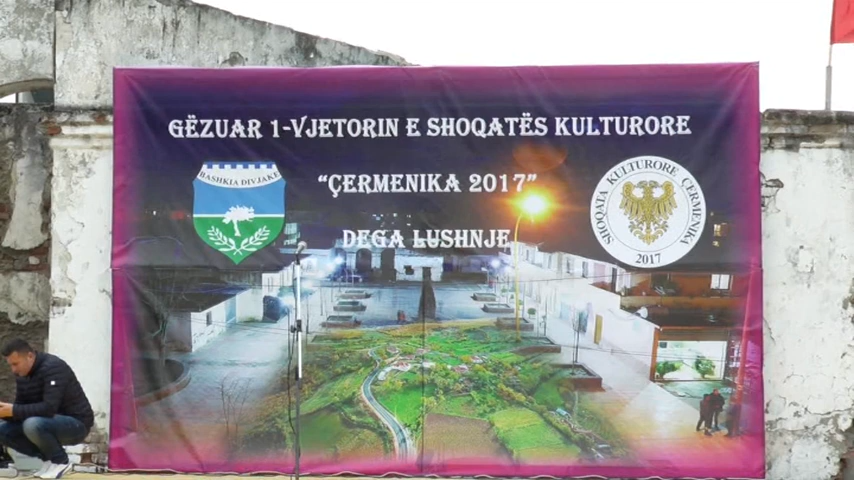 GËZUAR 1-VJETORIN E SHOQATËS KULTURORE
"ÇERMENIKA 2017"
DEGA LUSHNJE
BASHKIA DIVJAKË
SHOQATA KULTURORE ÇERMENIKA
2017